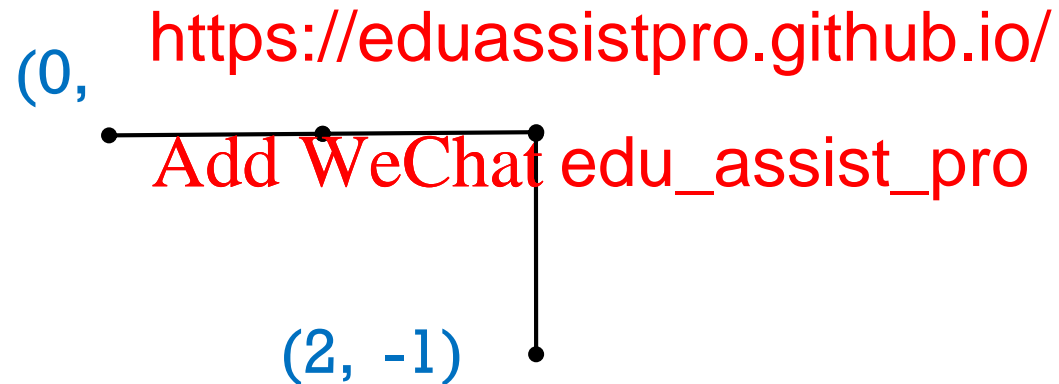 https://eduassistpro.github.io/
(0,
Add WeChat edu_assist_pro
(2, -1)